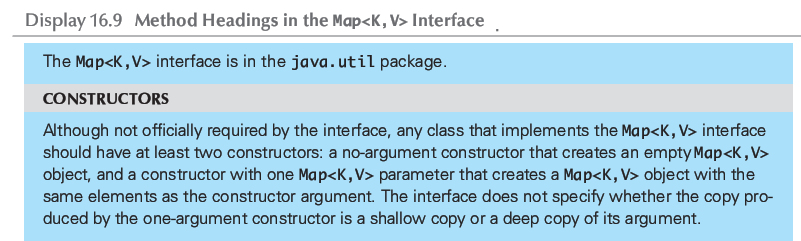 Display 16.9 Method Headings in the Map<K,V> Interface .
The Map<K,V> interface is in the java.util package.
CONSTRUCTORS
Although not officially required by the interface, any class that implements the Map<K,V> interface
should have at least two constructors: a no-argument constructor that creates an empty Map<K,V>
object, and a constructor with one Map<K,V> parameter that creates a Map<K,V> object with the
same elements as the constructor argument. The interface does not specify whether the copy pro-
duced by the one-argument constructor is a shallow copy or a deep copy of its argument.